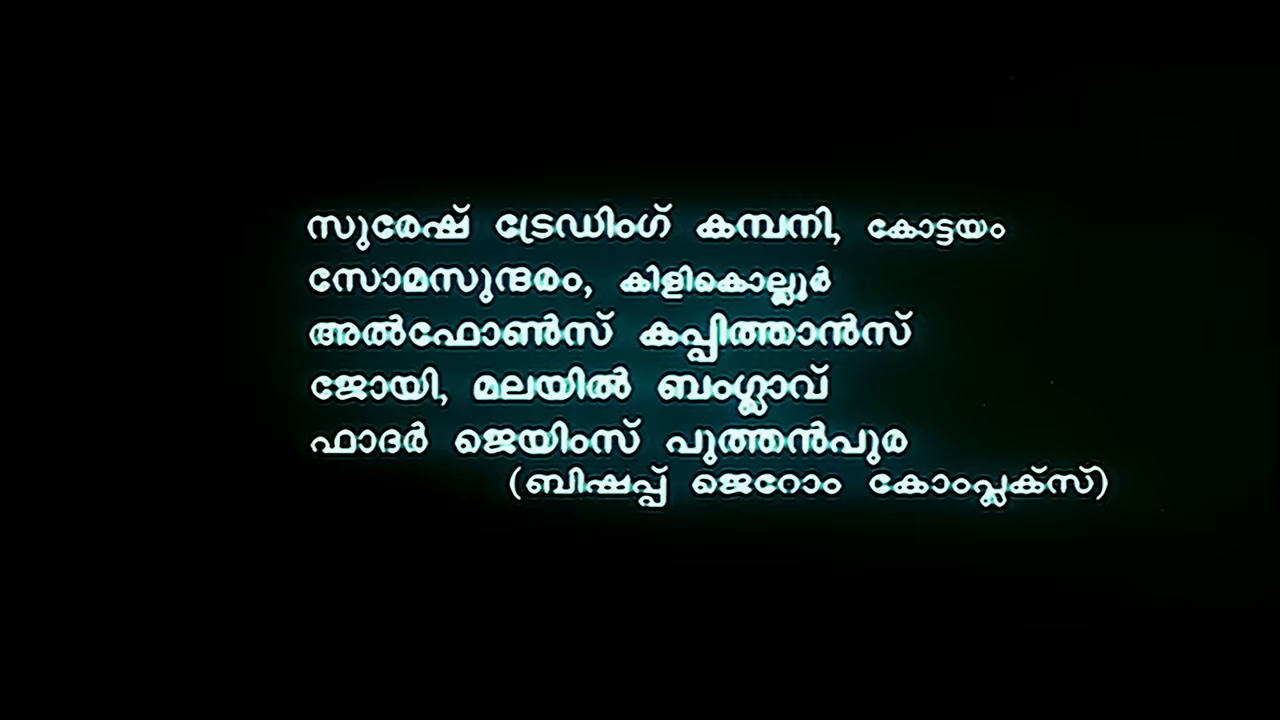 സുരേഷ് ട്രേഡിംഗ് കമ്പനി, കോട്ടയം
സോമസുന്ദരം, കിളികൊല്ലൂർ
അൽഫോൺസ് കപ്പിത്താൻസ്
ജോയി, മലയിൽ ബംഗ്ലാവ്
ഫാദർ ജെയിംസ് പുത്തൻപുര
(ബിഷപ്പ് ജെറോം കോംപ്ലക്സ്)